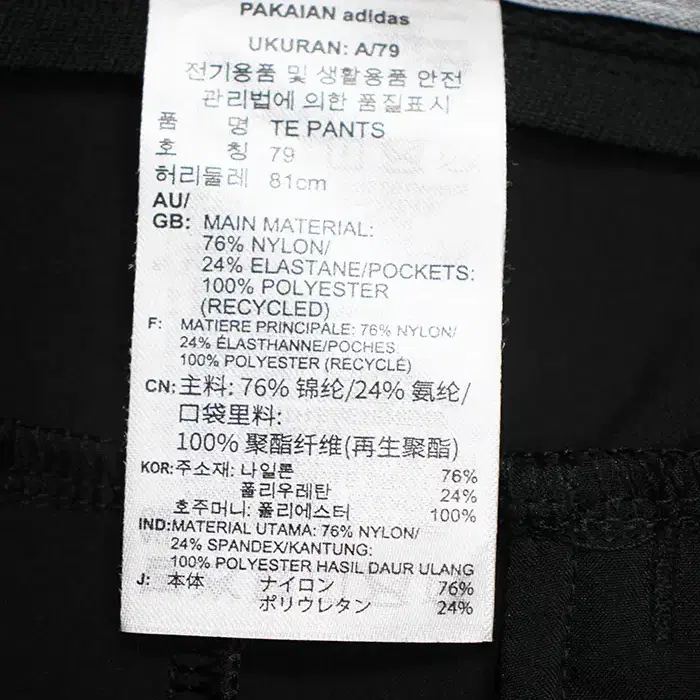 PAKAIAN adidas
UKURAN: A/79
전기용품 및 생활용품 안전
관리법에 의한 품질표시
품 명 TE PANTS
호 칭 79
허리둘레 81cm
AU/
GB: MAIN MATERIAL:
76% NYLON/
24% ELASTANE/POCKETS:
100% POLYESTER
(RECYCLED)
F: MATIERE PRINCIPALE: 76% NYLON/
24% ÉLASTHANNE/POCHES
100% POLYESTER (RECYCLÉ)
CN: 主料: 76% 锦纶/24% 氨纶/
口袋里料:
100% 聚酯纤维(再生聚酯)
KOR: 주소재: 나일론 76%
폴리우레탄 24%
호주머니: 폴리에스터 100%
IND: MATERIAL UTAMA: 76% NYLON/
24% SPANDEX/KANTUNG:
100% POLYESTER HASIL DAUR ULANG
J: 本体 ナイロン 76%
ポリウレタン 24%